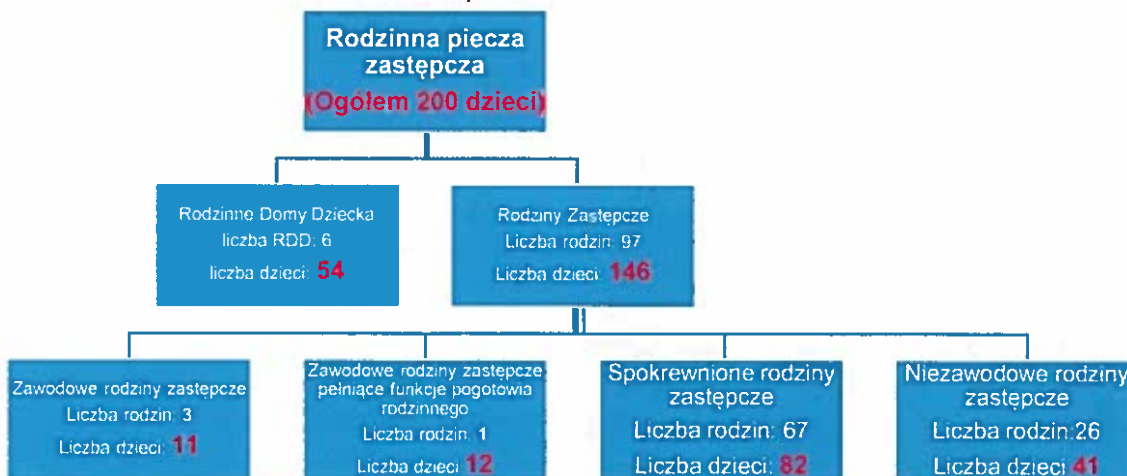 Rodzinna piecza
zastępcza
(Ogółem 200 dzieci)
Rodzinne Domy Dziecka
liczba RDD: 6
liczba dzieci: 54
Rodziny Zastępcze
Liczba rodzin: 97
Liczba dzieci: 146
Zawodowe rodziny zastępcze
Liczba rodzin: 3
Liczba dzieci: 11
Zawodowe rodziny zastępcze
pełniące funkcje pogotowia
rodzinnego
Liczba rodzin: 1
Liczba dzieci 12
Spokrewnione rodziny
zastępcze
Liczba rodzin: 67
Liczba dzieci: 82
Niezawodowe rodziny
zastępcze
Liczba rodzin:26
Liczba dzieci 41